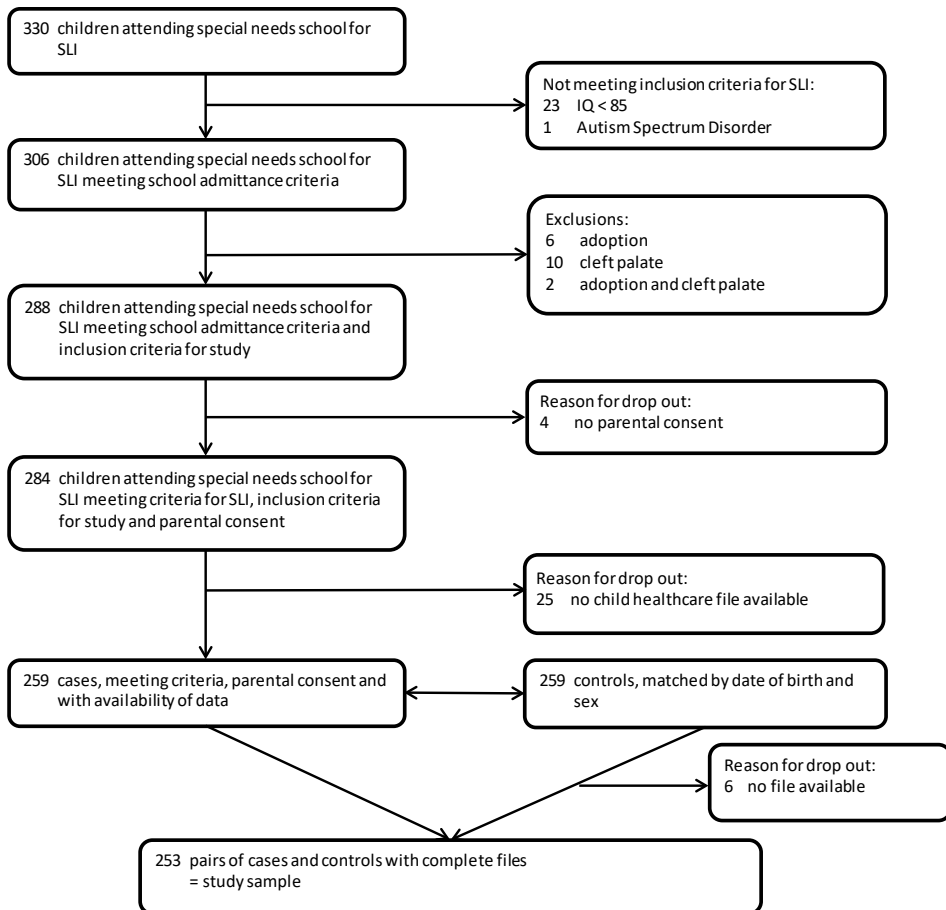 330 children attending special needs school for
SLI
Not meeting inclusion criteria for SLI:
23 IQ < 85
1 Autism Spectrum Disorder
306 children attending special needs school for
SLI meeting school admittance criteria
Exclusions:
6 adoption
10 cleft palate
2 adoption and cleft palate
288 children attending special needs school for
SLI meeting school admittance criteria and
inclusion criteria for study
Reason for drop out:
4 no parental consent
284 children attending special needs school for
SLI meeting criteria for SLI, inclusion criteria
for study and parental consent
Reason for drop out:
25 no child healthcare file available
259 cases, meeting criteria, parental consent and
with availability of data
259 controls, matched by date of birth and
sex
Reason for drop out:
6 no file available
253 pairs of cases and controls with complete files
= study sample